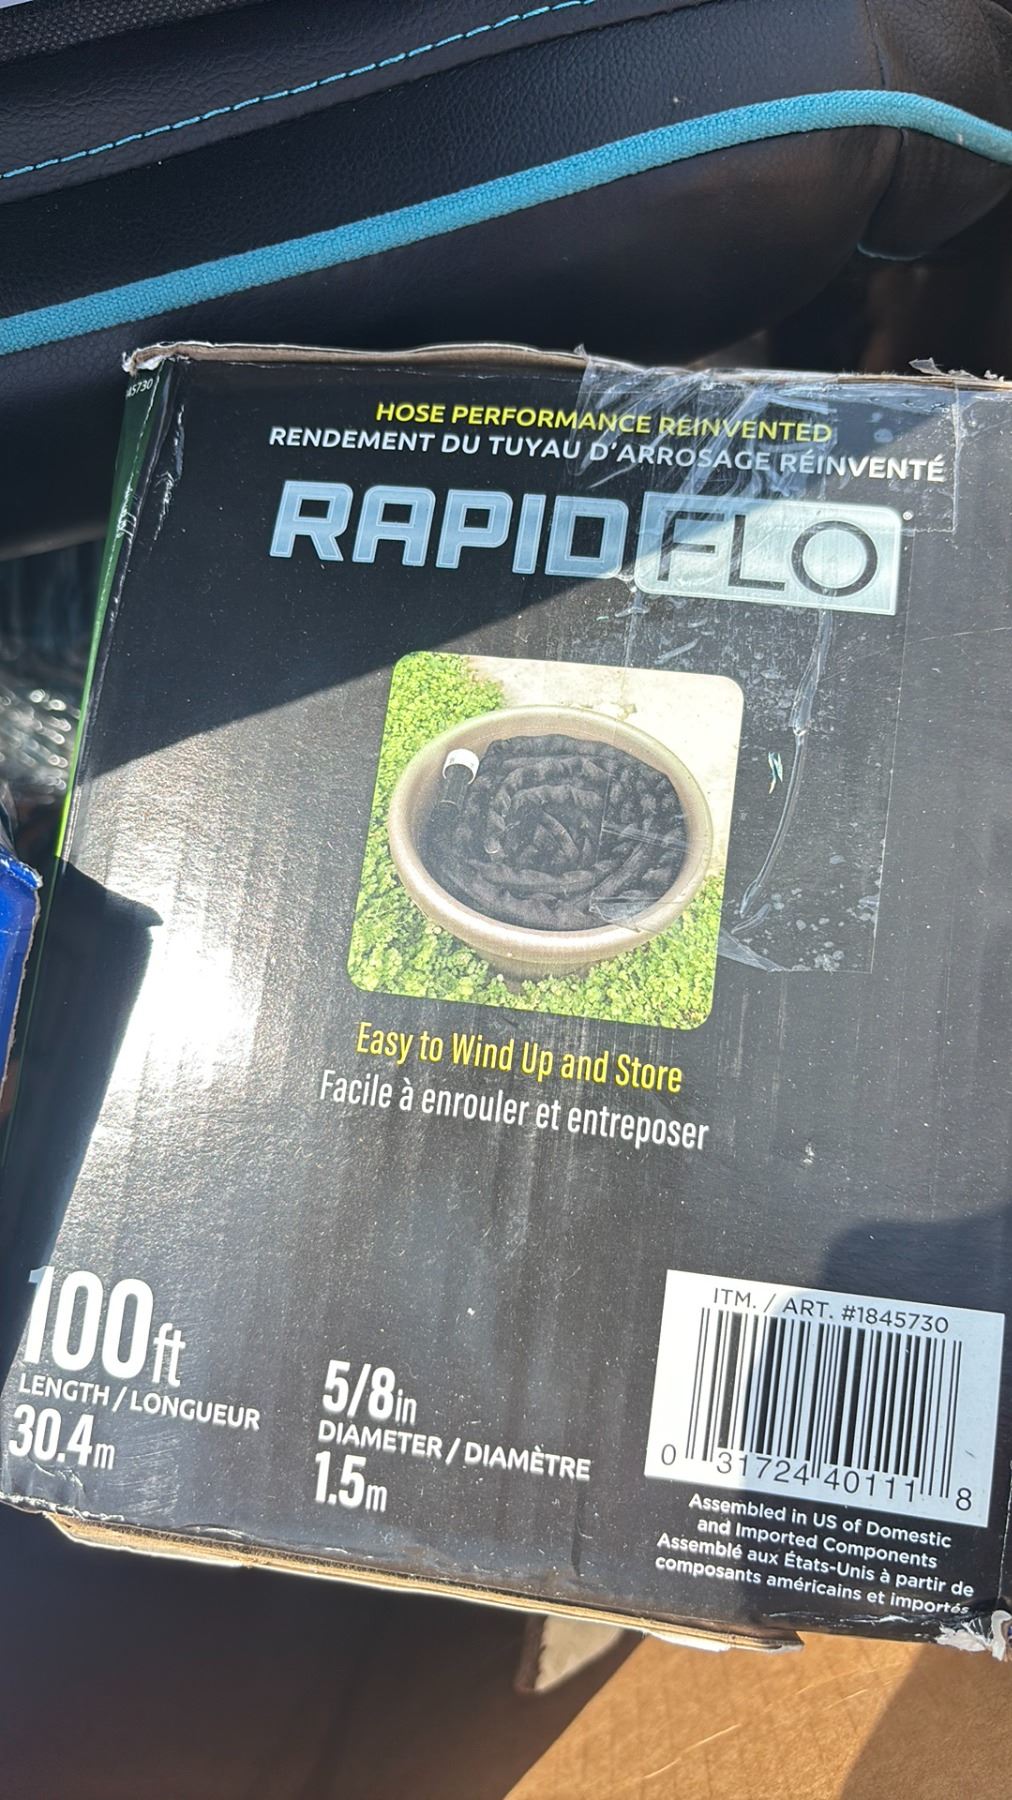 45730
HOSE PERFORMANCE REINVENTED
RENDEMENT DU TUYAU D'ARROSAGE RÉINVENTÉ
RAPIDFLO®
Easy to Wind Up and Store
Facile à enrouler et entreposer
100ft
LENGTH / LONGUEUR
30.4m
5/8in
DIAMETER / DIAMÈTRE
1.5m
ITM. / ART. #1845730
0 31724 40111 8
Assembled in US of Domestic
and Imported Components
Assemblé aux États-Unis à partir de
composants américains et importés